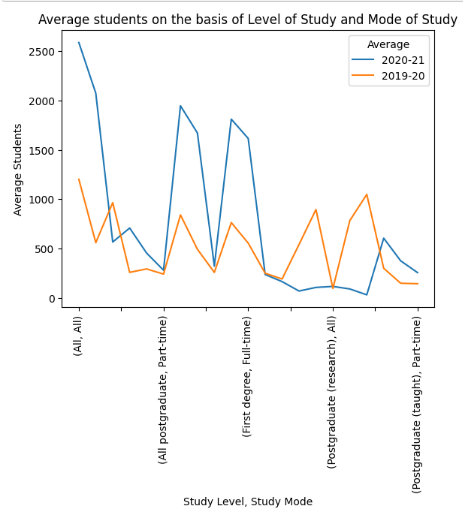 Average students on the basis of Level of Study and Mode of Study
Average
2020-21
2019-20
2500
2000
1500
1000
500
0
Average Students
(All, All)
(All postgraduate, Part-time)
(First degree, Full-time)
(Postgraduate (research), All)
(Postgraduate (taught), Part-time)
Study Level, Study Mode